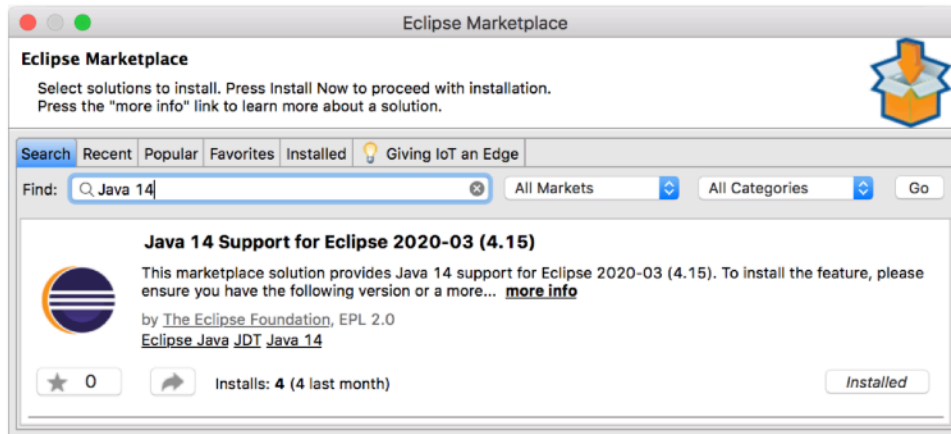 Eclipse Marketplace
Eclipse Marketplace
Select solutions to install. Press Install Now to proceed with installation.
Press the "more info" link to learn more about a solution.
Search Recent Popular Favorites Installed Giving IoT an Edge
Find: Java 14 All Markets All Categories Go
Java 14 Support for Eclipse 2020-03 (4.15)
This marketplace solution provides Java 14 support for Eclipse 2020-03 (4.15). To install the feature, please
ensure you have the following version or a more... more info
by The Eclipse Foundation, EPL 2.0
Eclipse Java JDT Java 14
0 Installs: 4 (4 last month) Installed